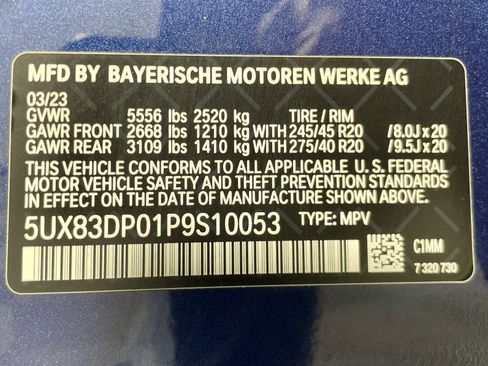 MFD BY BAYERISCHE MOTOREN WERKE AG
03/23
GVWR 5556 lbs 2520 kg TIRE / RIM
GAWR FRONT 2668 lbs 1210 kg WITH 245/45 R20 /8.0J x 20
GAWR REAR 3109 lbs 1410 kg WITH 275/40 R20 /9.5J x 20
THIS VEHICLE CONFORMS TO ALL APPLICABLE U. S. FEDERAL
MOTOR VEHICLE SAFETY AND THEFT PREVENTION STANDARDS
IN EFFECT ON THE DATE OF MANUFACTURE SHOWN ABOVE.
5UX83DP01P9S10053 TYPE: MPV
C1MM
7 320 730